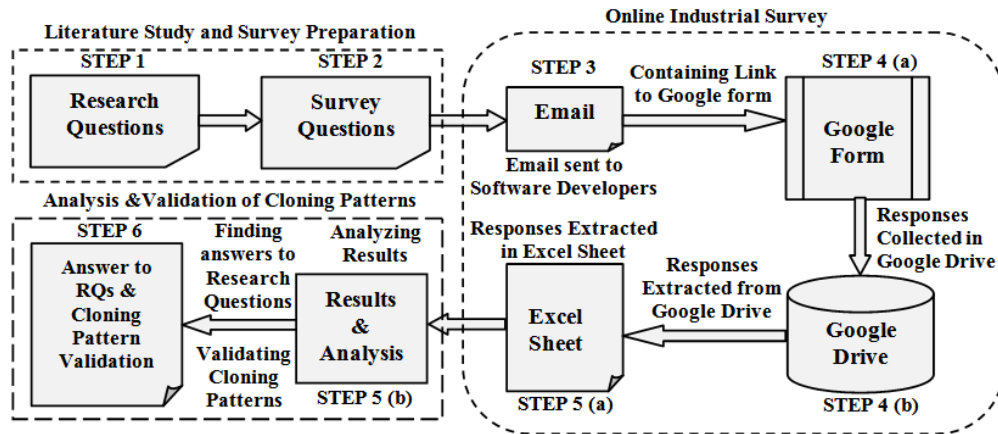 Literature Study and Survey Preparation
STEP 1
Research
Questions
STEP 2
Survey
Questions
Online Industrial Survey
STEP 3
Email
Email sent to
Software Developers
Containing Link
to Google form
STEP 4 (a)
Google
Form
Responses
Collected in
Google Drive
Google
Drive
STEP 4 (b)
Responses
Extracted from
Google Drive
Responses Extracted
in Excel Sheet
Excel
Sheet
STEP 5 (a)
Analysis &Validation of Cloning Patterns
Analyzing
Results
Results
&
Analysis
STEP 5 (b)
Finding
answers to
Research
Questions
Validating
Cloning
Patterns
STEP 6
Answer to
RQs &
Cloning
Pattern
Validation